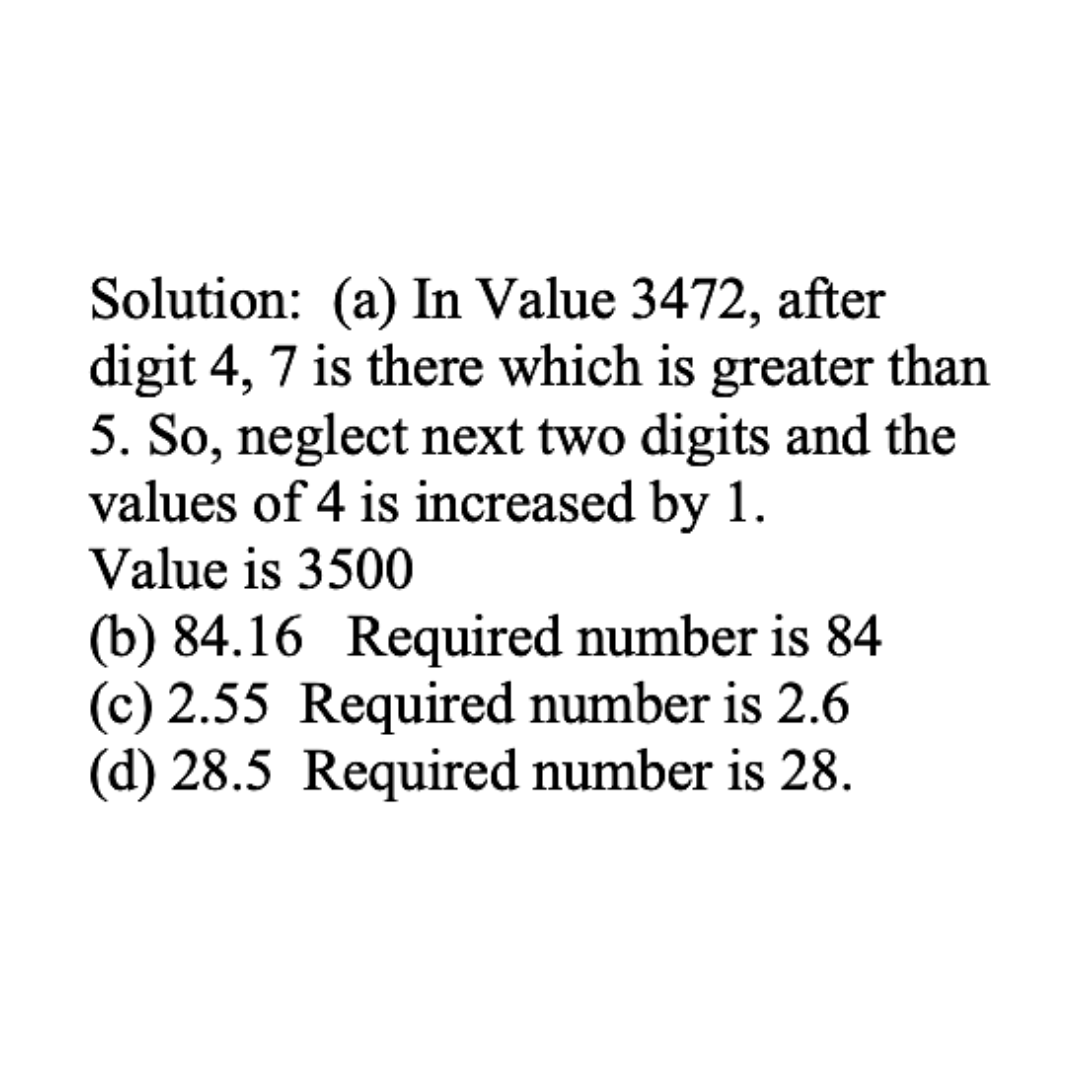 Solution: (a) In Value 3472, after
digit 4, 7 is there which is greater than
5. So, neglect next two digits and the
values of 4 is increased by 1.
Value is 3500
(b) 84.16 Required number is 84
(c) 2.55 Required number is 2.6
(d) 28.5 Required number is 28.